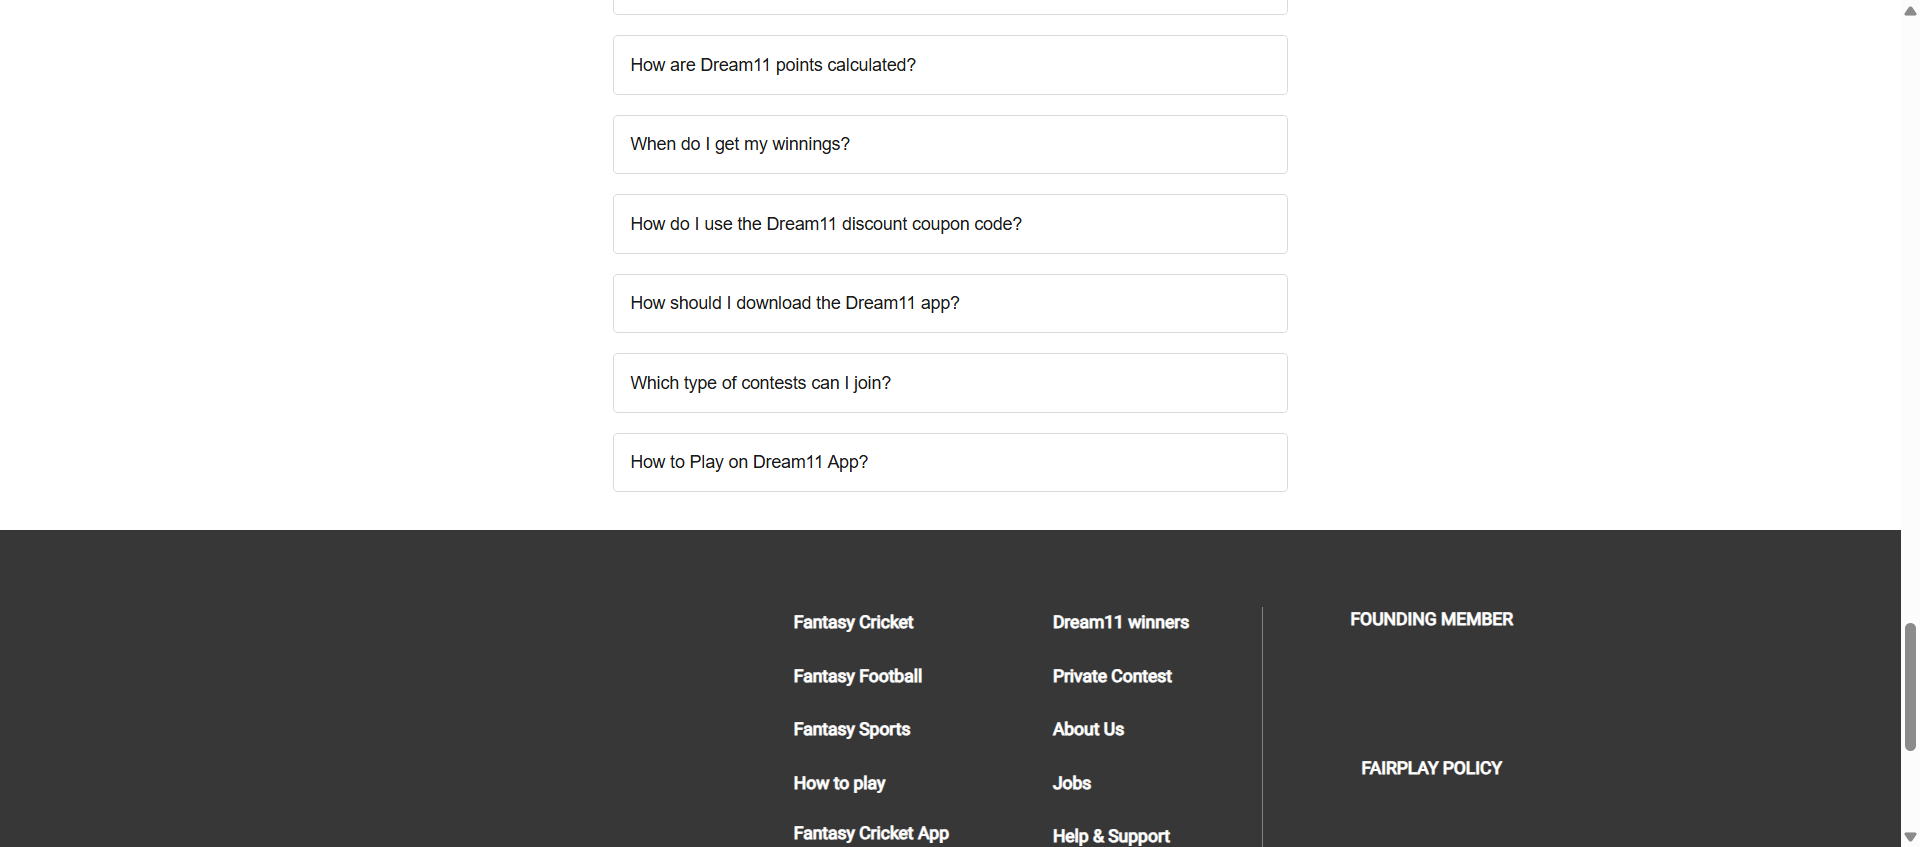 How are Dream11 points calculated?
When do I get my winnings?
How do I use the Dream11 discount coupon code?
How should I download the Dream11 app?
Which type of contests can I join?
How to Play on Dream11 App?
Fantasy Cricket
Fantasy Football
Fantasy Sports
How to play
Fantasy Cricket App
Dream11 winners
Private Contest
About Us
Jobs
Help & Support
FOUNDING MEMBER
FAIRPLAY POLICY